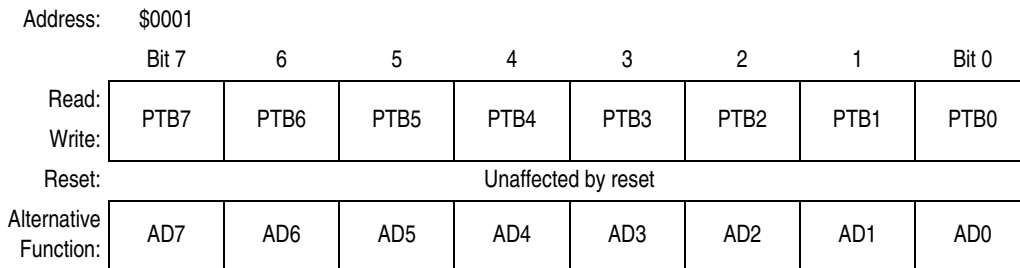 Address: $0001
Bit 7 6 5 4 3 2 1 Bit 0
Read:
PTB7 PTB6 PTB5 PTB4 PTB3 PTB2 PTB1 PTB0
Write:
Reset: Unaffected by reset
Alternative
Function: AD7 AD6 AD5 AD4 AD3 AD2 AD1 AD0